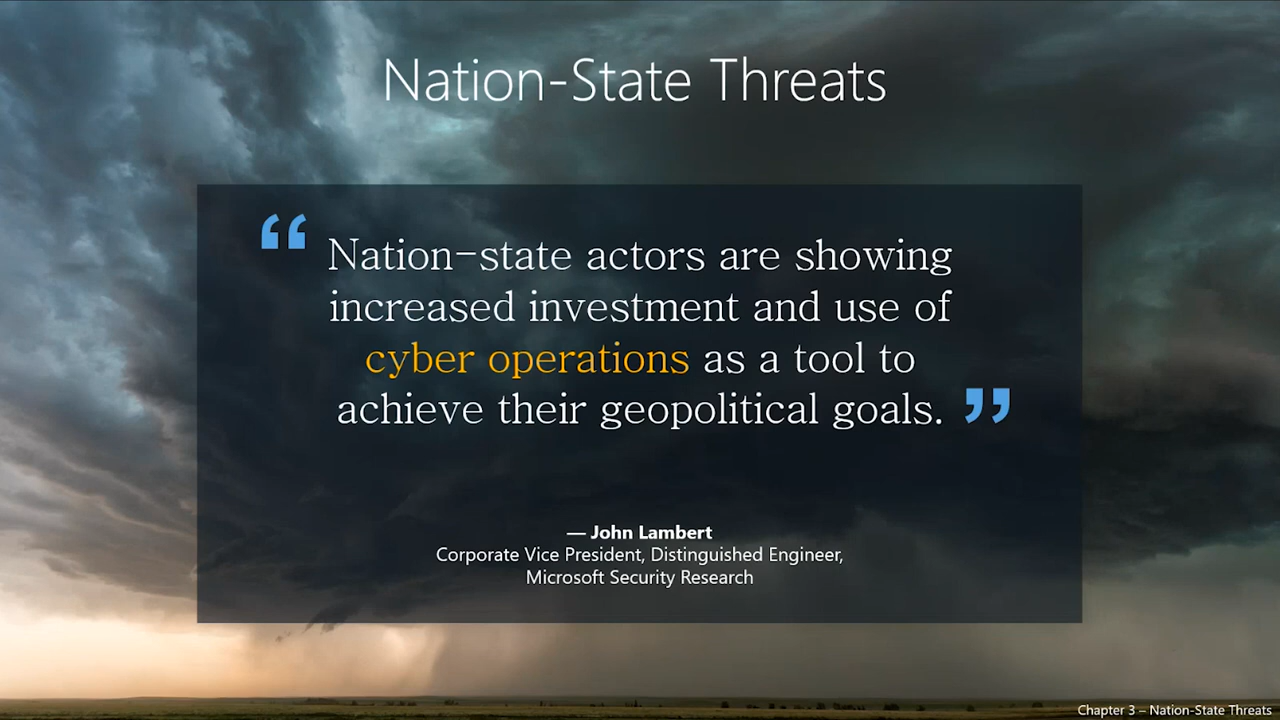 Nation-State Threats
“ Nation-state actors are showing
increased investment and use of
cyber operations as a tool to
achieve their geopolitical goals. ”
— John Lambert
Corporate Vice President, Distinguished Engineer,
Microsoft Security Research
Chapter 3 – Nation-State Threats